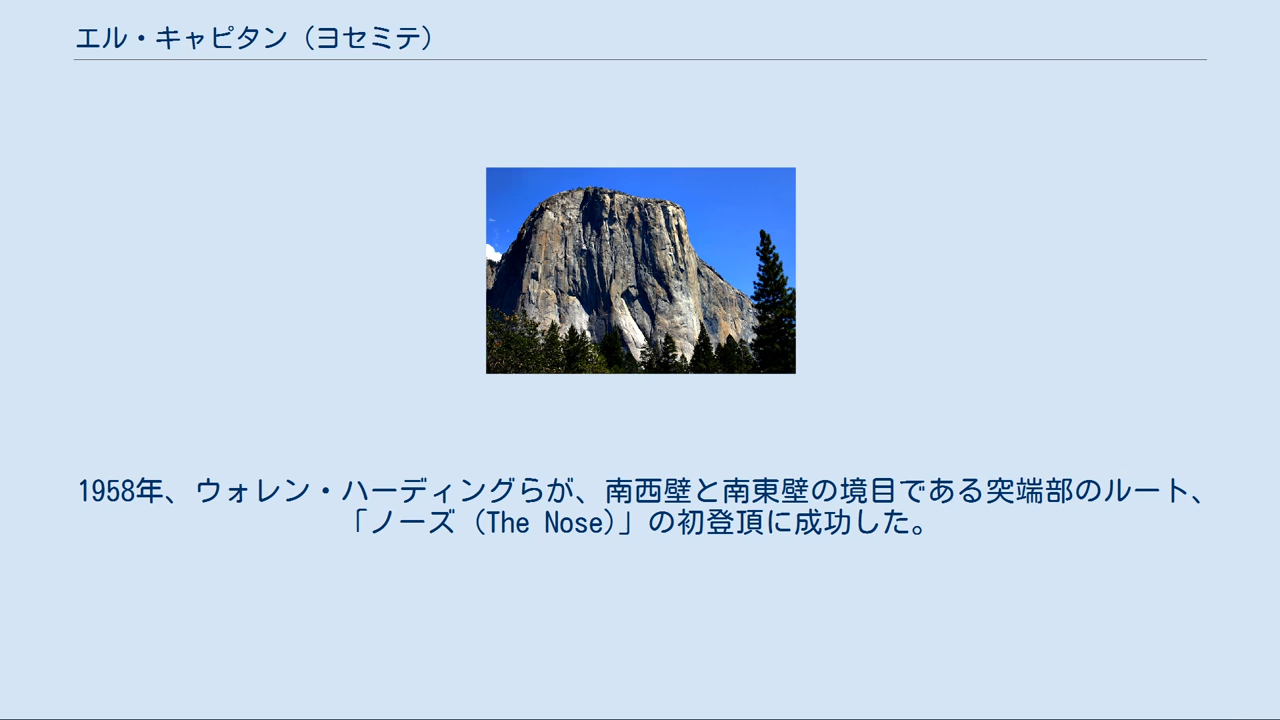 エル・キャピタン（ヨセミテ）
1958年、ウォレン・ハーディングらが、南西壁と南東壁の境目である突端部のルート、
「ノーズ（The Nose)」の初登頂に成功した。